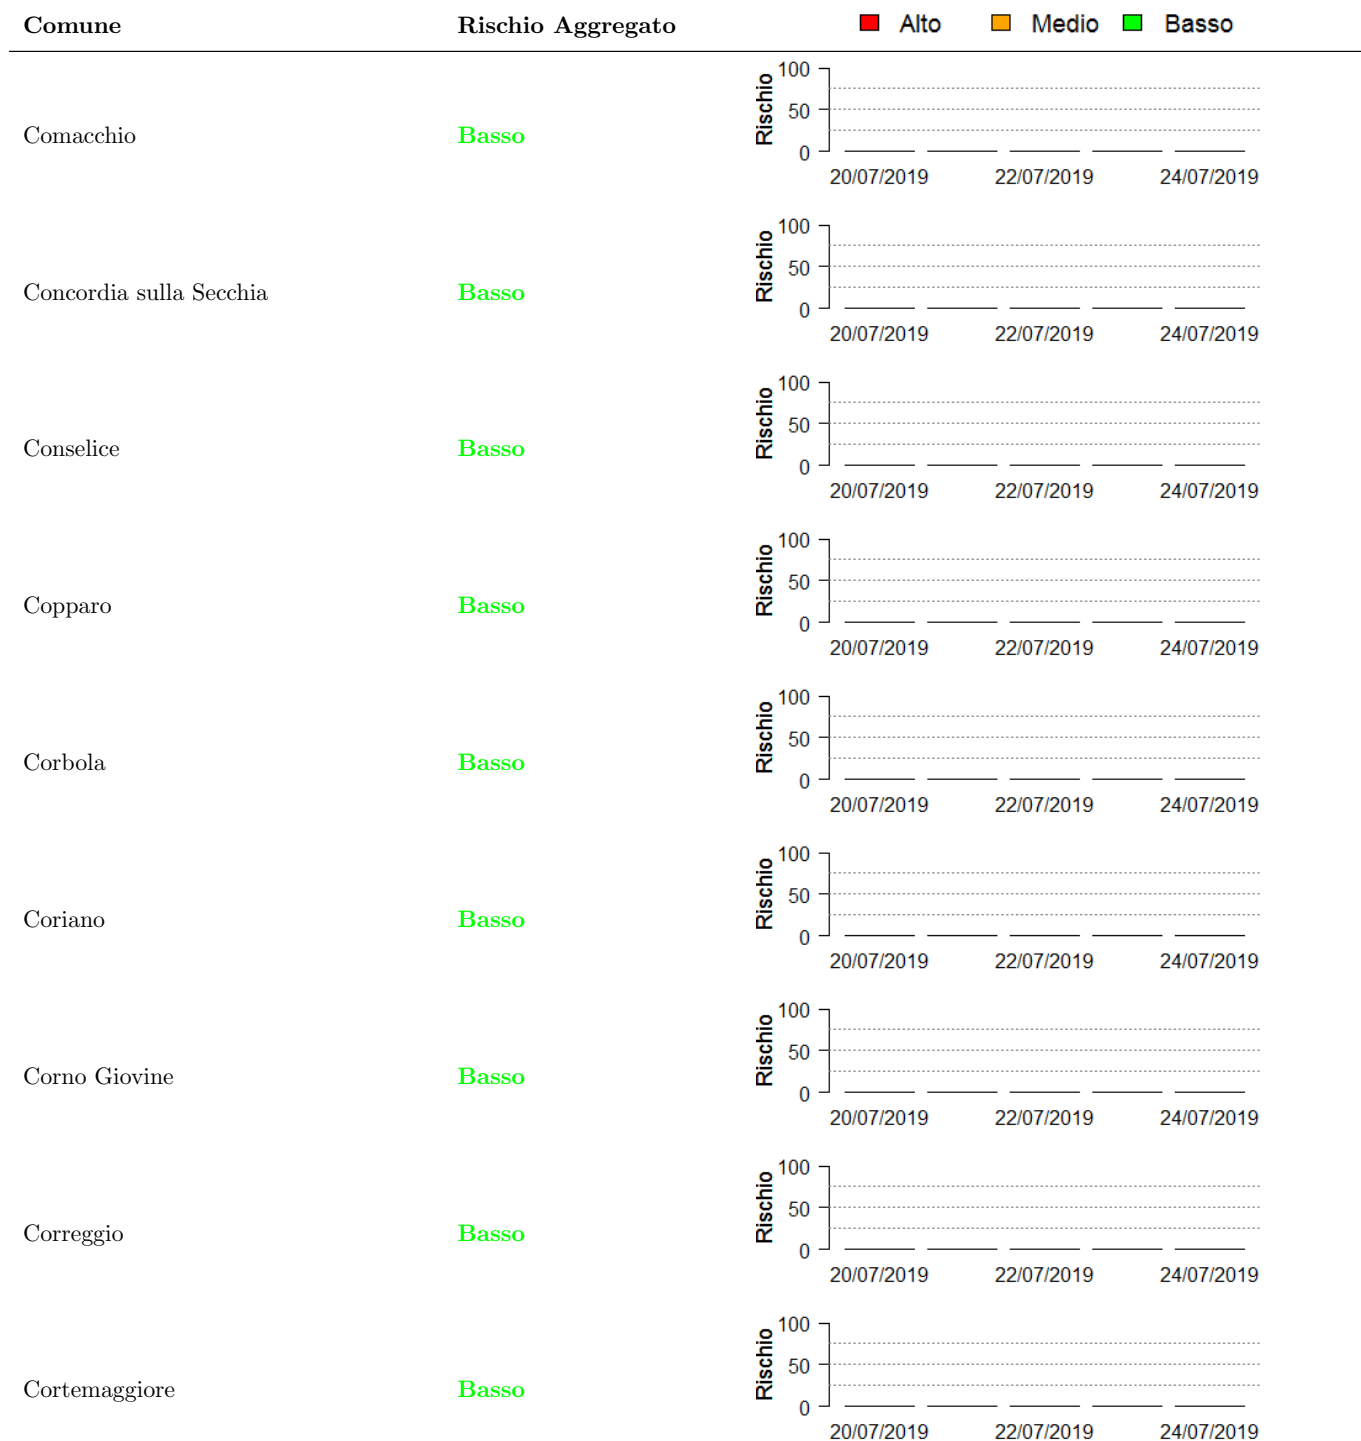 Comune Rischio Aggregato Alto Medio Basso
100
50
0
Rischio
Comacchio Basso
20/07/2019 22/07/2019 24/07/2019
100
50
0
Rischio
Concordia sulla Secchia Basso
20/07/2019 22/07/2019 24/07/2019
100
50
0
Rischio
Conselice Basso
20/07/2019 22/07/2019 24/07/2019
100
50
0
Rischio
Copparo Basso
20/07/2019 22/07/2019 24/07/2019
100
50
0
Rischio
Corbola Basso
20/07/2019 22/07/2019 24/07/2019
100
50
0
Rischio
Coriano Basso
20/07/2019 22/07/2019 24/07/2019
100
50
0
Rischio
Corno Giovine Basso
20/07/2019 22/07/2019 24/07/2019
100
50
0
Rischio
Correggio Basso
20/07/2019 22/07/2019 24/07/2019
100
50
0
Rischio
Cortemaggiore Basso
20/07/2019 22/07/2019 24/07/2019